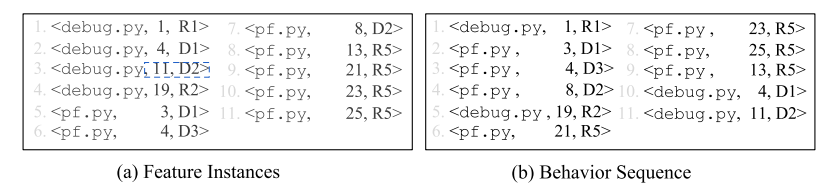 1. <debug.py, 1, R1>
2. <debug.py, 4, D1>
3. <debug.py, 11, D2>
4. <debug.py, 19, R2>
5. <pf.py, 3, D1>
6. <pf.py, 4, D3>
7. <pf.py, 8, D2>
8. <pf.py, 13, R5>
9. <pf.py, 21, R5>
10. <pf.py, 23, R5>
11. <pf.py, 25, R5>
(a) Feature Instances
1. <debug.py, 1, R1>
2. <pf.py, 3, D1>
3. <pf.py, 4, D3>
4. <pf.py, 8, D2>
5. <debug.py, 19, R2>
6. <pf.py, 21, R5>
7. <pf.py, 23, R5>
8. <pf.py, 25, R5>
9. <pf.py, 13, R5>
10. <debug.py, 4, D1>
11. <debug.py, 11, D2>
(b) Behavior Sequence